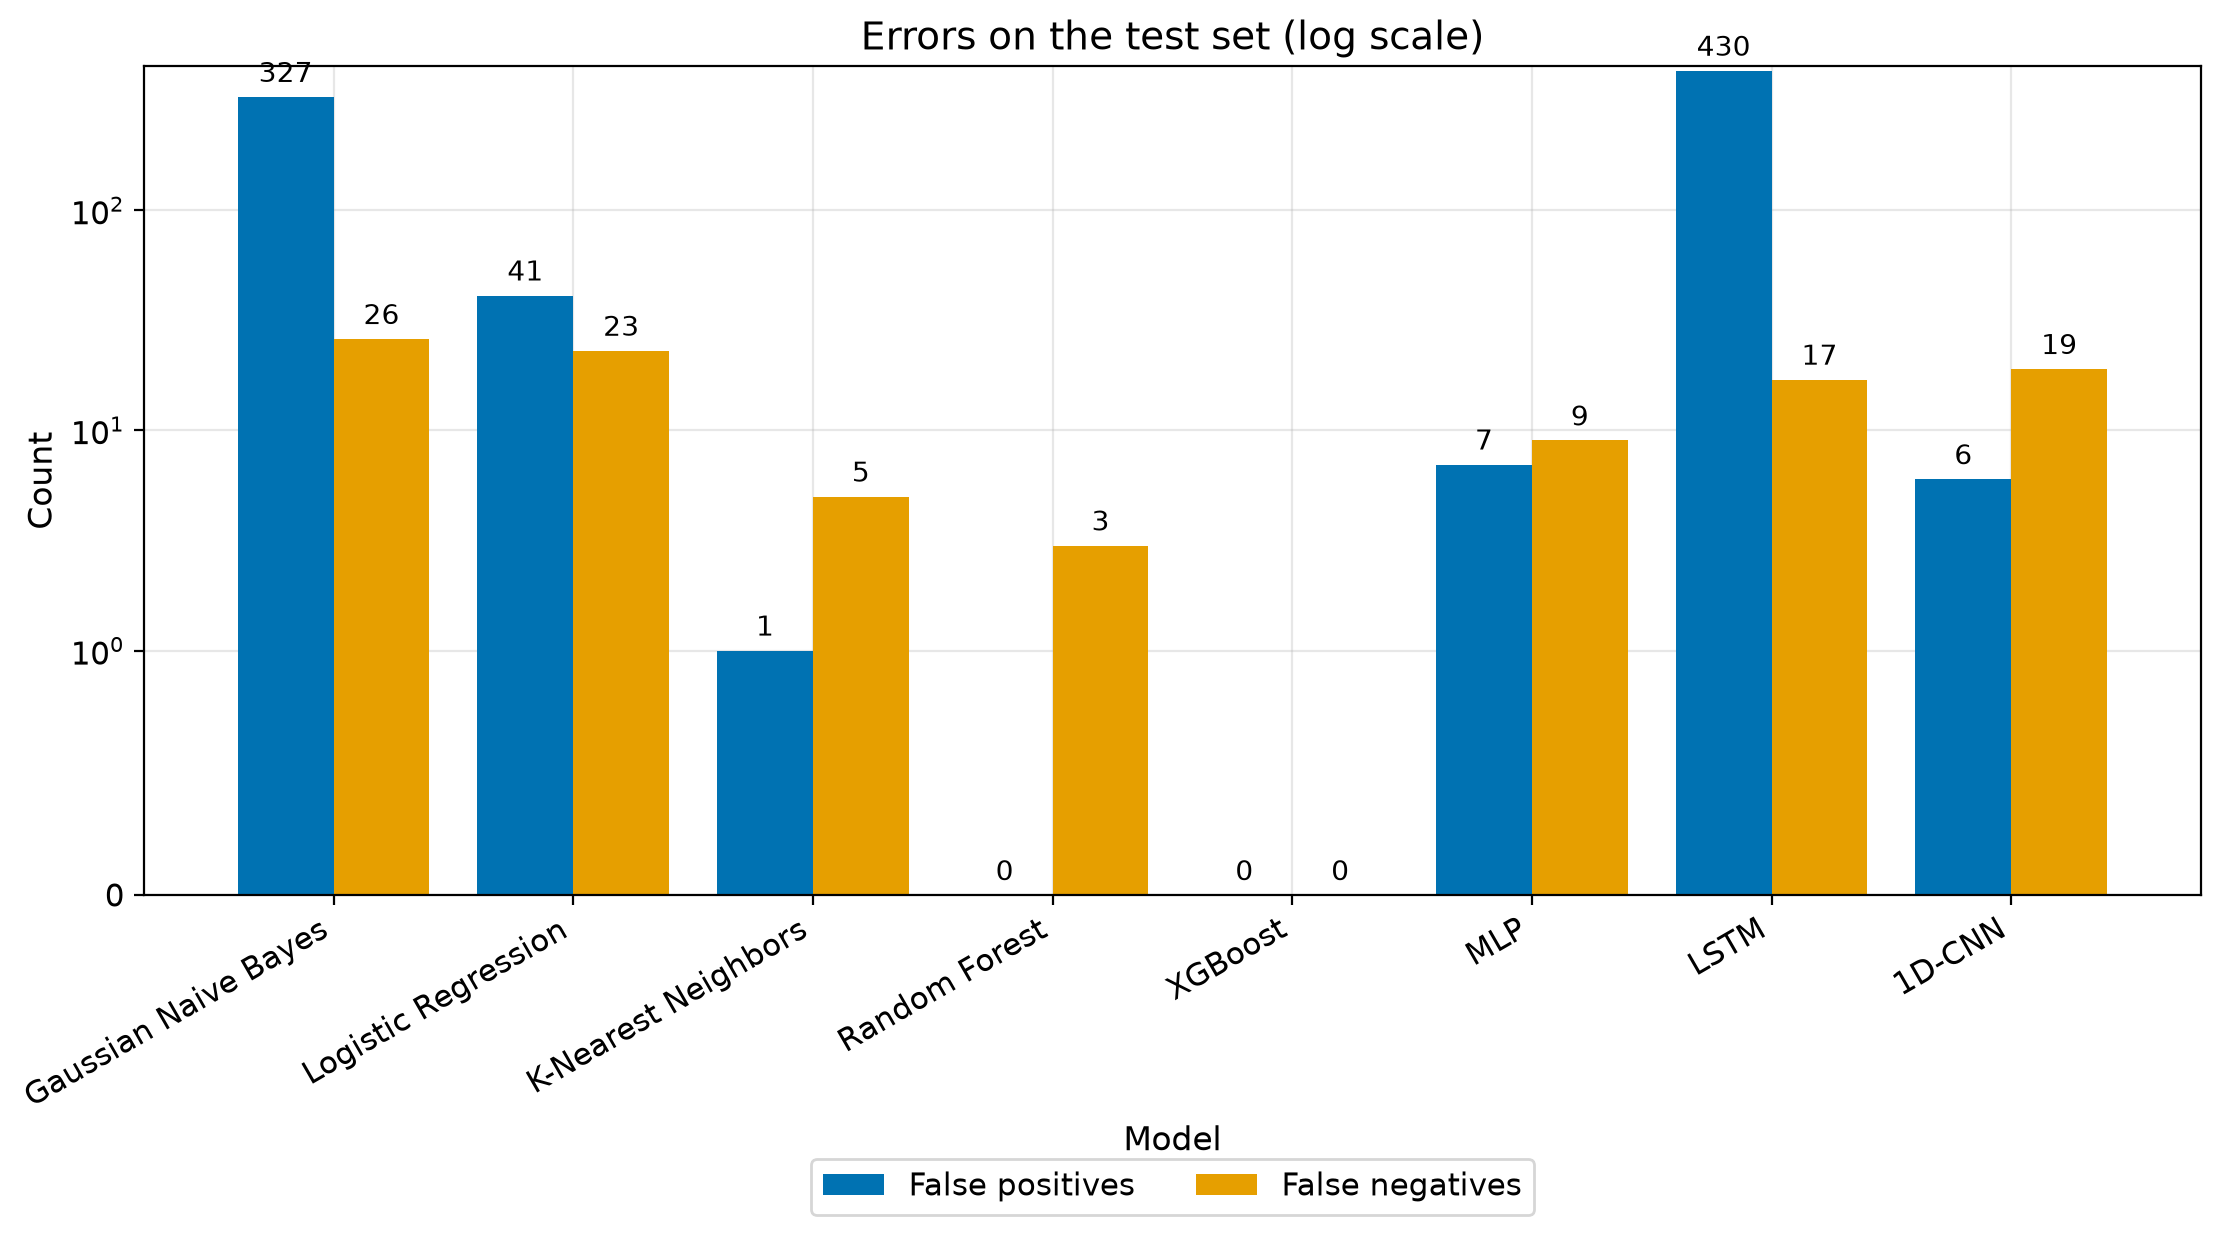 Errors on the test set (log scale)
327
26
41
23
1
5
0
3
0
0
7
9
430
17
6
19
Count
10²
10¹
10⁰
0
Gaussian Naive Bayes
Logistic Regression
K-Nearest Neighbors
Random Forest
XGBoost
MLP
LSTM
1D-CNN
Model
False positives
False negatives